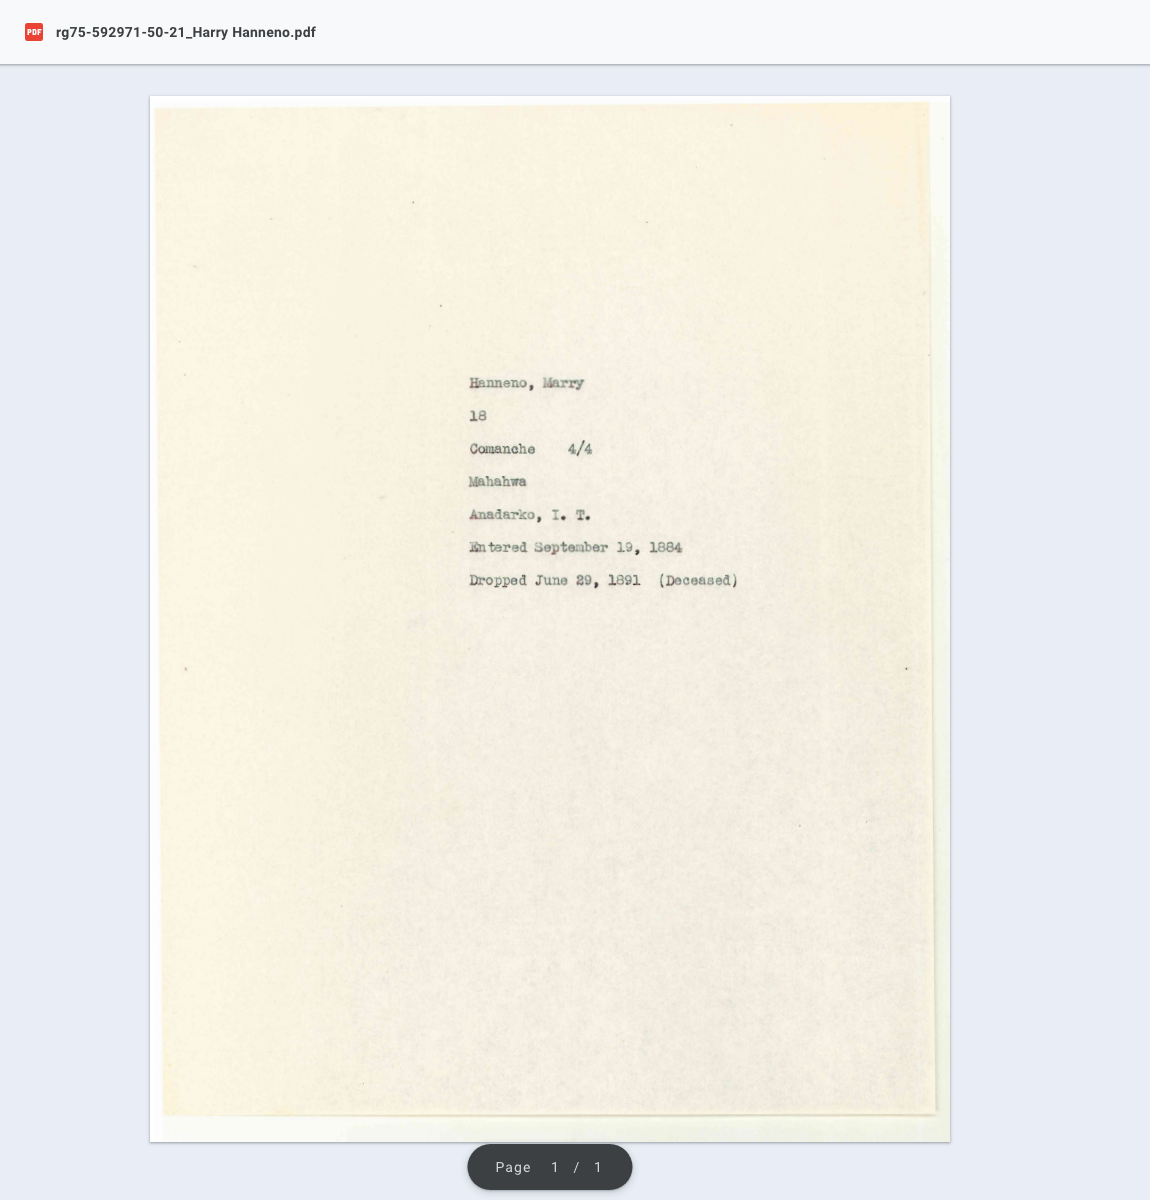 PDF rg75-592971-50-21_Harry Hanneno.pdf
Hanneno, Marry
18
Comanche 4/4
Mahahwa
Anadarko, I. T.
Entered September 19, 1884
Dropped June 29, 1891 (Deceased)
Page 1 / 1